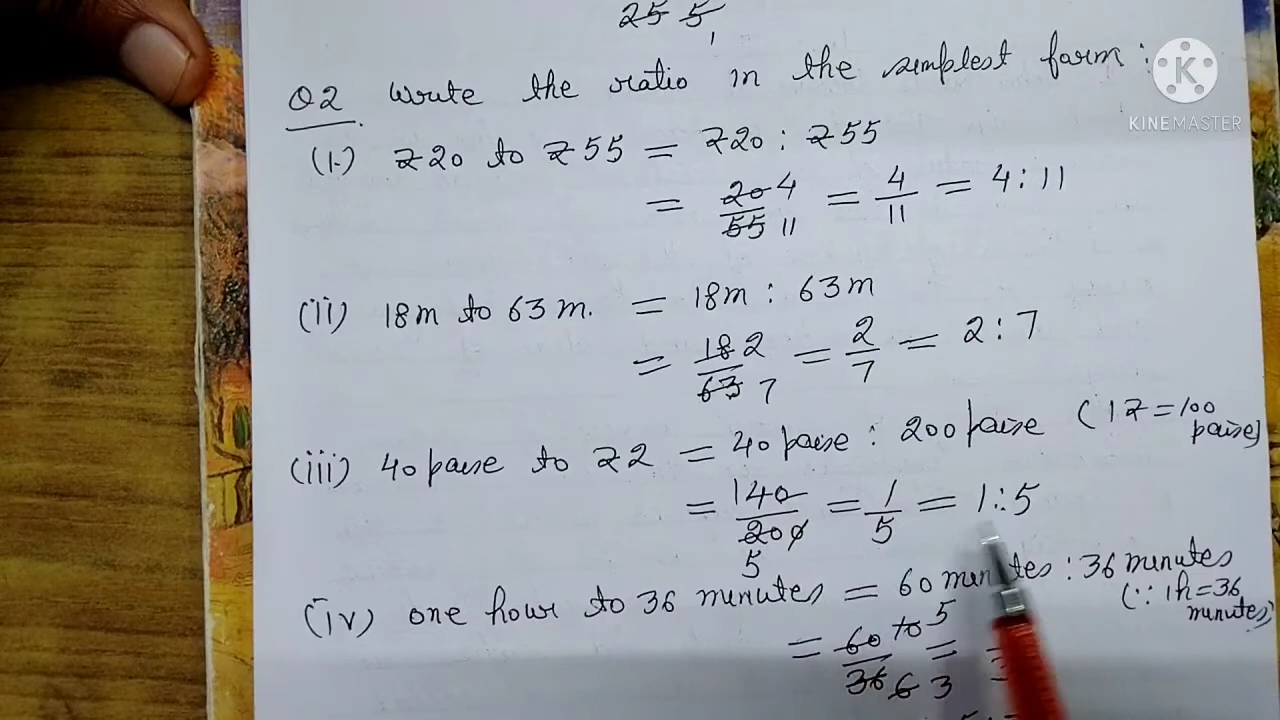 25 5 1
Q2 Write the ratio in the simplest form :
(i) ₹20 to ₹55 = ₹20 : ₹55
= 20/55 4 11 = 4/11 = 4 : 11
(ii) 18m to 63 m. = 18m : 63m
= 18/63 2 7 = 2/7 = 2 : 7
(iii) 40 paise to ₹2 = 40 paise : 200 paise (1₹ = 100 paise)
= 1 40/200 5 = 1/5 = 1 : 5
(iv) one hour to 36 minutes = 60 minutes : 36 minutes
(∵ 1h = 36 minutes)
= 60/36 10 5 6 3 =
KINEMASTER